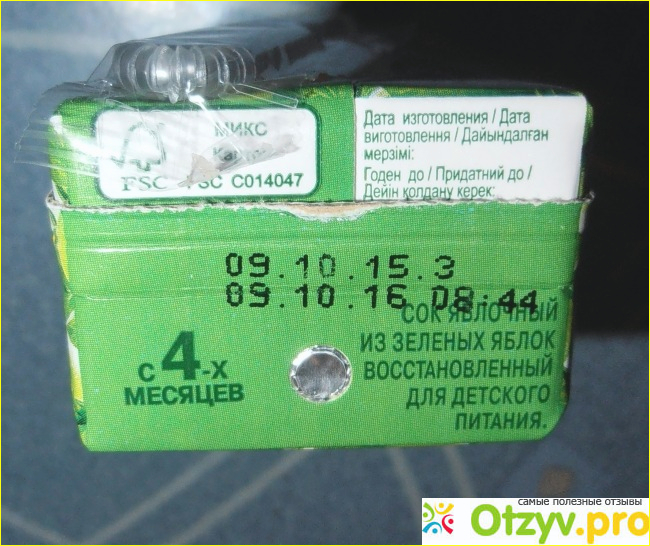 МИКС
FSC FSC C014047
Дата изготовления / Дата
виготовлення / Дайындалған
мерзімі:
Годен до / Придатний до /
Дейін қолдану керек:
09.10.15.3
09.10.16 08:44
с 4-х
МЕСЯЦЕВ
СОК ЯБЛОЧНЫЙ
ИЗ ЗЕЛЕНЫХ ЯБЛОК
ВОССТАНОВЛЕННЫЙ
ДЛЯ ДЕТСКОГО
ПИТАНИЯ.
самые полезные отзывы
Otzyv.pro